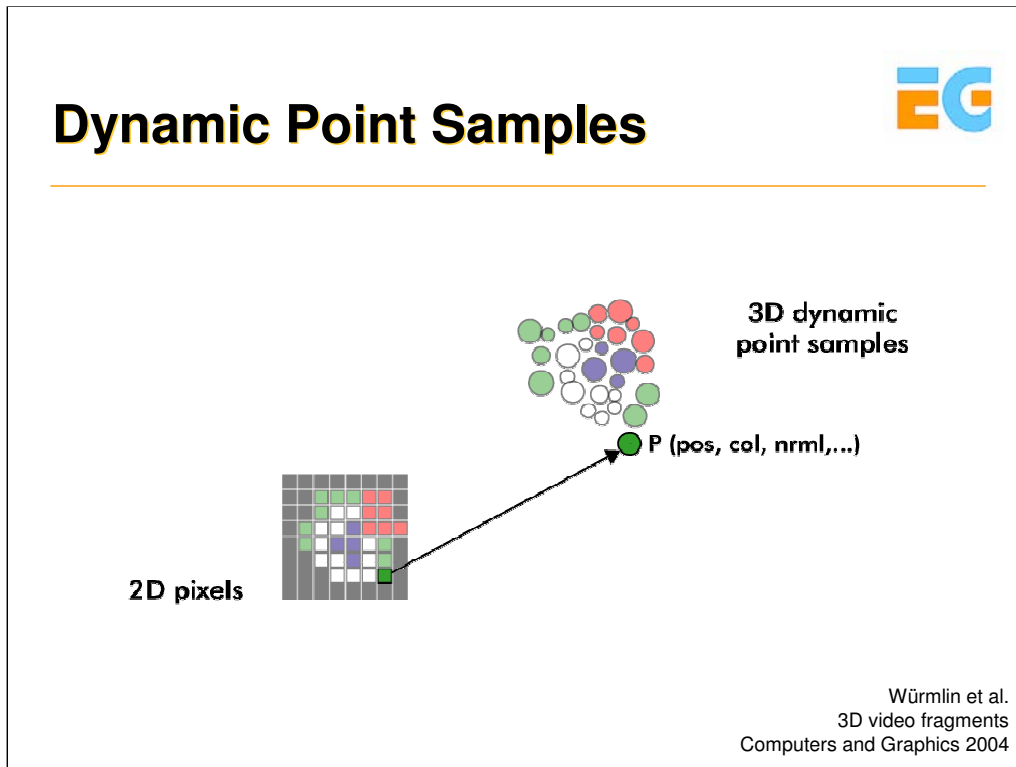 Dynamic Point Samples
EG
3D dynamic
point samples
P (pos, col, nrml,...)
2D pixels
Würmlin et al.
3D video fragments
Computers and Graphics 2004